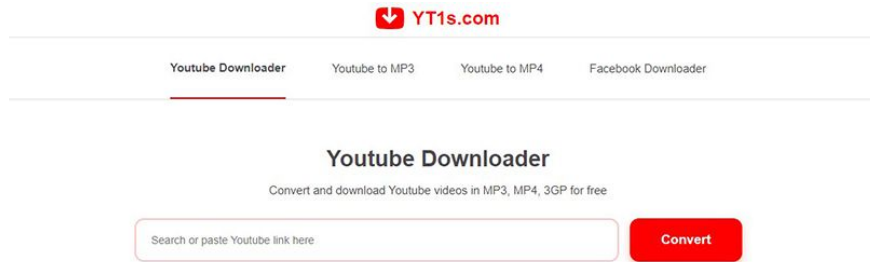 YT1s.com
Youtube Downloader Youtube to MP3 Youtube to MP4 Facebook Downloader
Youtube Downloader
Convert and download Youtube videos in MP3, MP4, 3GP for free
Search or paste Youtube link here Convert